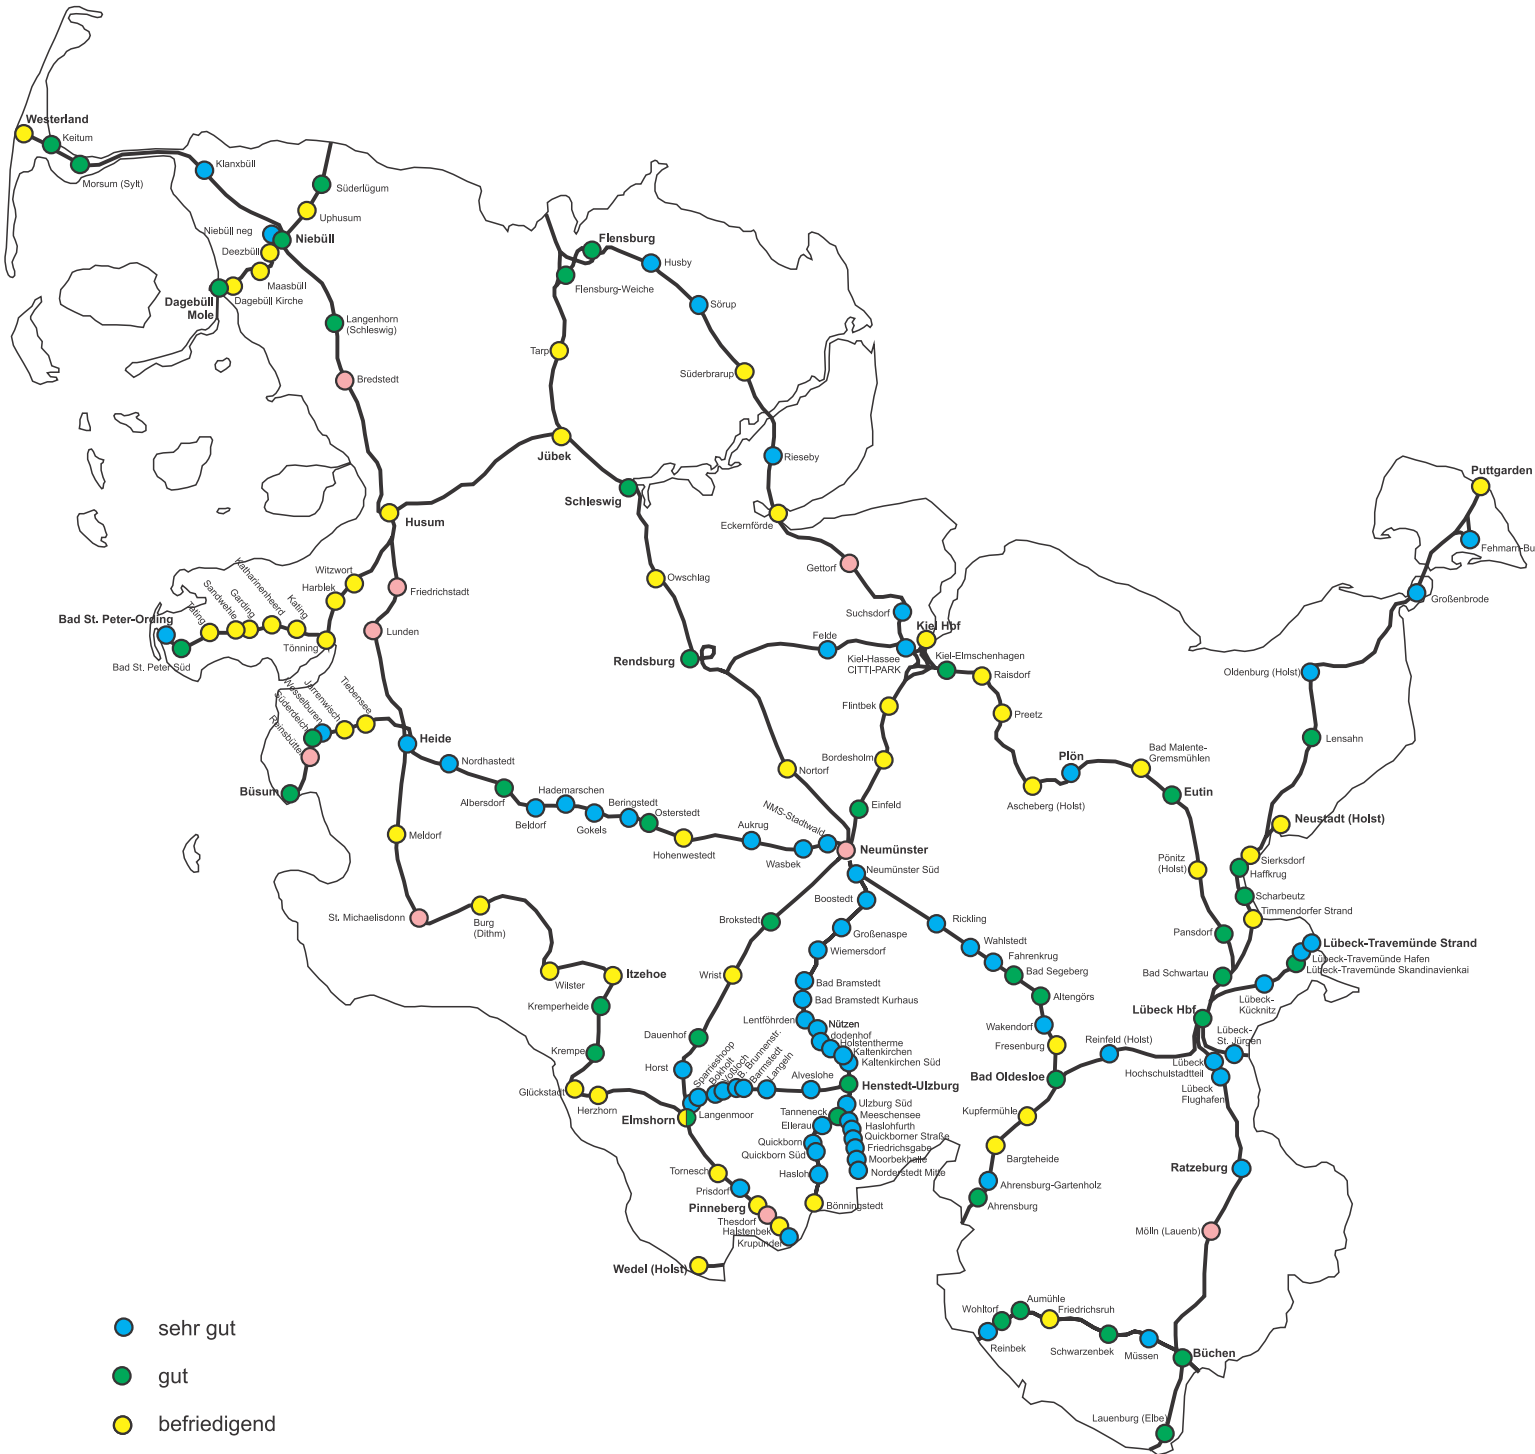 Westerland
Keitum
Morsum (Sylt)
Klanxbüll
Süderlügum
Uphusum
Niebüll neg
Niebüll
Deezbüll
Maasbüll
Dagebüll Kirche
Dagebüll
Mole
Langenhorn
(Schleswig)
Bredstedt
Flensburg
Husby
Flensburg-Weiche
Sörup
Tarp
Süderbrarup
Jübek
Rieseby
Schleswig
Husum
Eckernförde
Puttgarden
Fehmarn-Bu
Gettorf
Owschlag
Witzwort
Harblek
Friedrichstadt
Großenbrode
Katharinenheerd
Kating
Garding
Sandwehle
Tating
Bad St. Peter-Ording
Bad St. Peter Süd
Tönning
Lunden
Suchsdorf
Kiel Hbf
Felde
Kiel-Hassee
CITTI-PARK
Kiel-Elmschenhagen
Raisdorf
Rendsburg
Oldenburg (Holst)
Tiebensee
Jarrenwisch
Wesselburen
Süderdeich
Reinsbüttel
Büsum
Heide
Nordhastedt
Albersdorf
Beldorf
Hademarschen
Gokels
Beringstedt
Osterstedt
Hohenwestedt
Aukrug
Wasbek
NMS-Stadtwald
Neumünster
Flintbek
Preetz
Bordesholm
Nortorf
Einfeld
Ascheberg (Holst)
Plön
Bad Malente-
Gremsmühlen
Eutin
Lensahn
Neustadt (Holst)
Sierksdorf
Haffkrug
Scharbeutz
Timmendorfer Strand
Pönitz
(Holst)
Pansdorf
Bad Schwartau
Lübeck-Travemünde Strand
Lübeck-Travemünde Hafen
Lübeck-Travemünde Skandinavienkai
Lübeck-
Kücknitz
Lübeck Hbf
Lübeck-
St. Jürgen
Lübeck
Hochschulstadtteil
Lübeck
Flughafen
Meldorf
St. Michaelisdonn
Burg
(Dithm)
Wilster
Itzehoe
Kremperheide
Krempe
Glückstadt
Herzhorn
Neumünster Süd
Boostedt
Großenaspe
Wiemersdorf
Bad Bramstedt
Bad Bramstedt Kurhaus
Lentföhrden
Nützen
dodenhof
Holstentherme
Kaltenkirchen
Kaltenkirchen Süd
Brokstedt
Wrist
Dauenhof
Horst
Elmshorn
Langenmoor
Sparrieshoop
Bokholt
Voßloch
B. Brunnenstr.
Barmstedt
Langeln
Alveslohe
Henstedt-Ulzburg
Rickling
Wahlstedt
Fahrenkrug
Bad Segeberg
Altengörs
Wakendorf
Fresenburg
Bad Oldesloe
Reinfeld (Holst)
Kupfermühle
Bargteheide
Ahrensburg-Gartenholz
Ahrensburg
Ulzburg Süd
Tanneneck
Meeschensee
Ellerau
Haslohfurth
Quickborner Straße
Quickborn
Friedrichsgabe
Quickborn Süd
Moorbekhalle
Hasloh
Norderstedt Mitte
Bönningstedt
Tornesch
Prisdorf
Pinneberg
Thesdorf
Halstenbek
Krupunder
Wedel (Holst)
Ratzeburg
Mölln (Lauenb)
Aumühle
Wohltorf
Friedrichsruh
Reinbek
Schwarzenbek
Müssen
Büchen
Lauenburg (Elbe)
sehr gut
gut
befriedigend